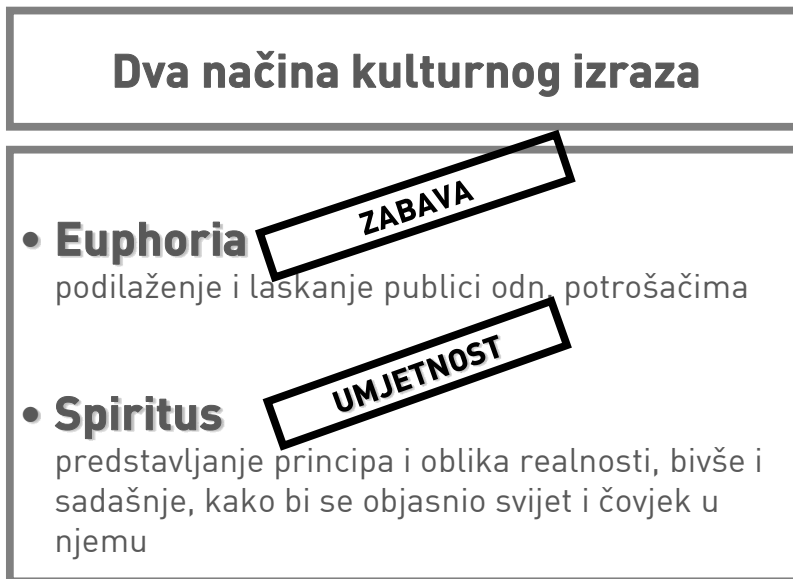 Dva načina kulturnog izraza
• Euphoria
ZABAVA
podilaženje i laskanje publici odn. potrošačima
• Spiritus
UMJETNOST
predstavljanje principa i oblika realnosti, bivše i
sadašnje, kako bi se objasnio svijet i čovjek u
njemu